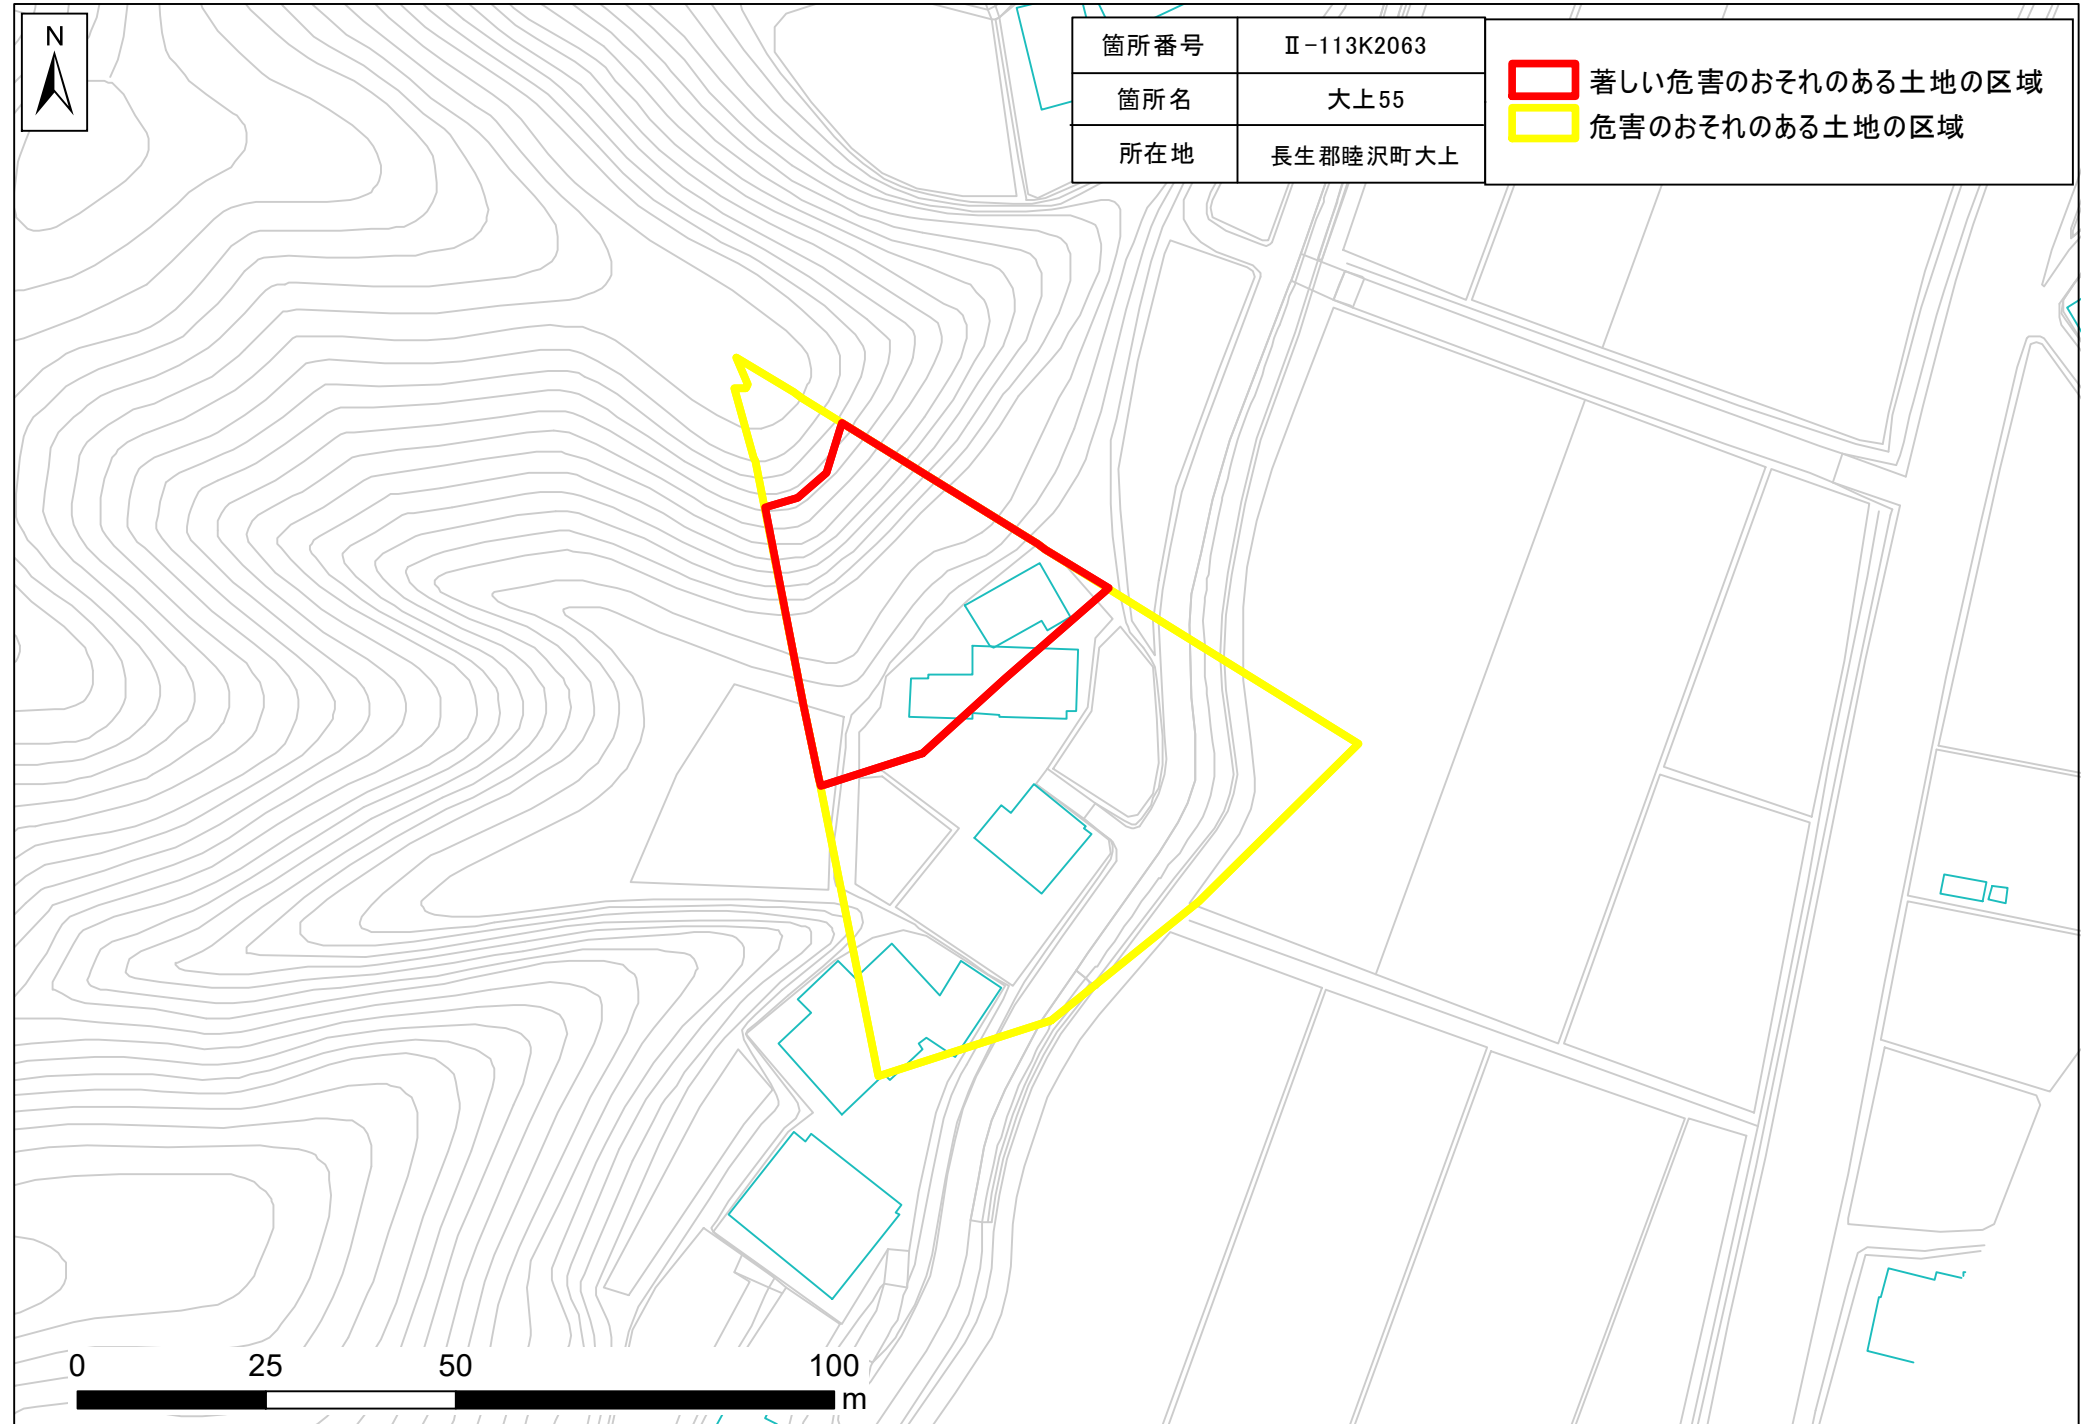 N
箇所番号 Ⅱ-113K2063
箇所名 大上55
所在地 長生郡睦沢町大上
著しい危害のおそれのある土地の区域
危害のおそれのある土地の区域
0 25 50 100
m